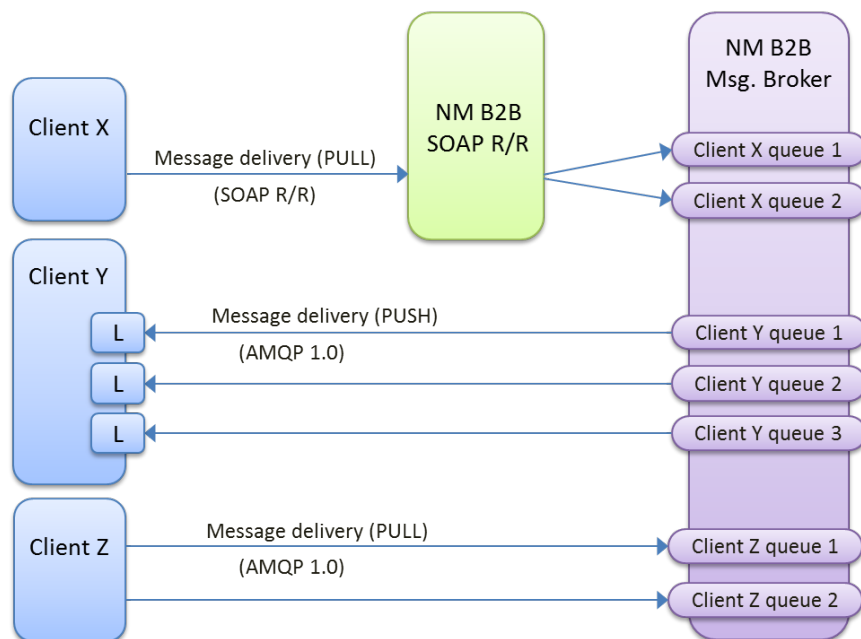 NM B2B
Msg. Broker
NM B2B
SOAP R/R
Client X
Message delivery (PULL)
(SOAP R/R)
Client X queue 1
Client X queue 2
Client Y
Message delivery (PUSH)
(AMQP 1.0)
L
L
L
Client Y queue 1
Client Y queue 2
Client Y queue 3
Client Z
Message delivery (PULL)
(AMQP 1.0)
Client Z queue 1
Client Z queue 2